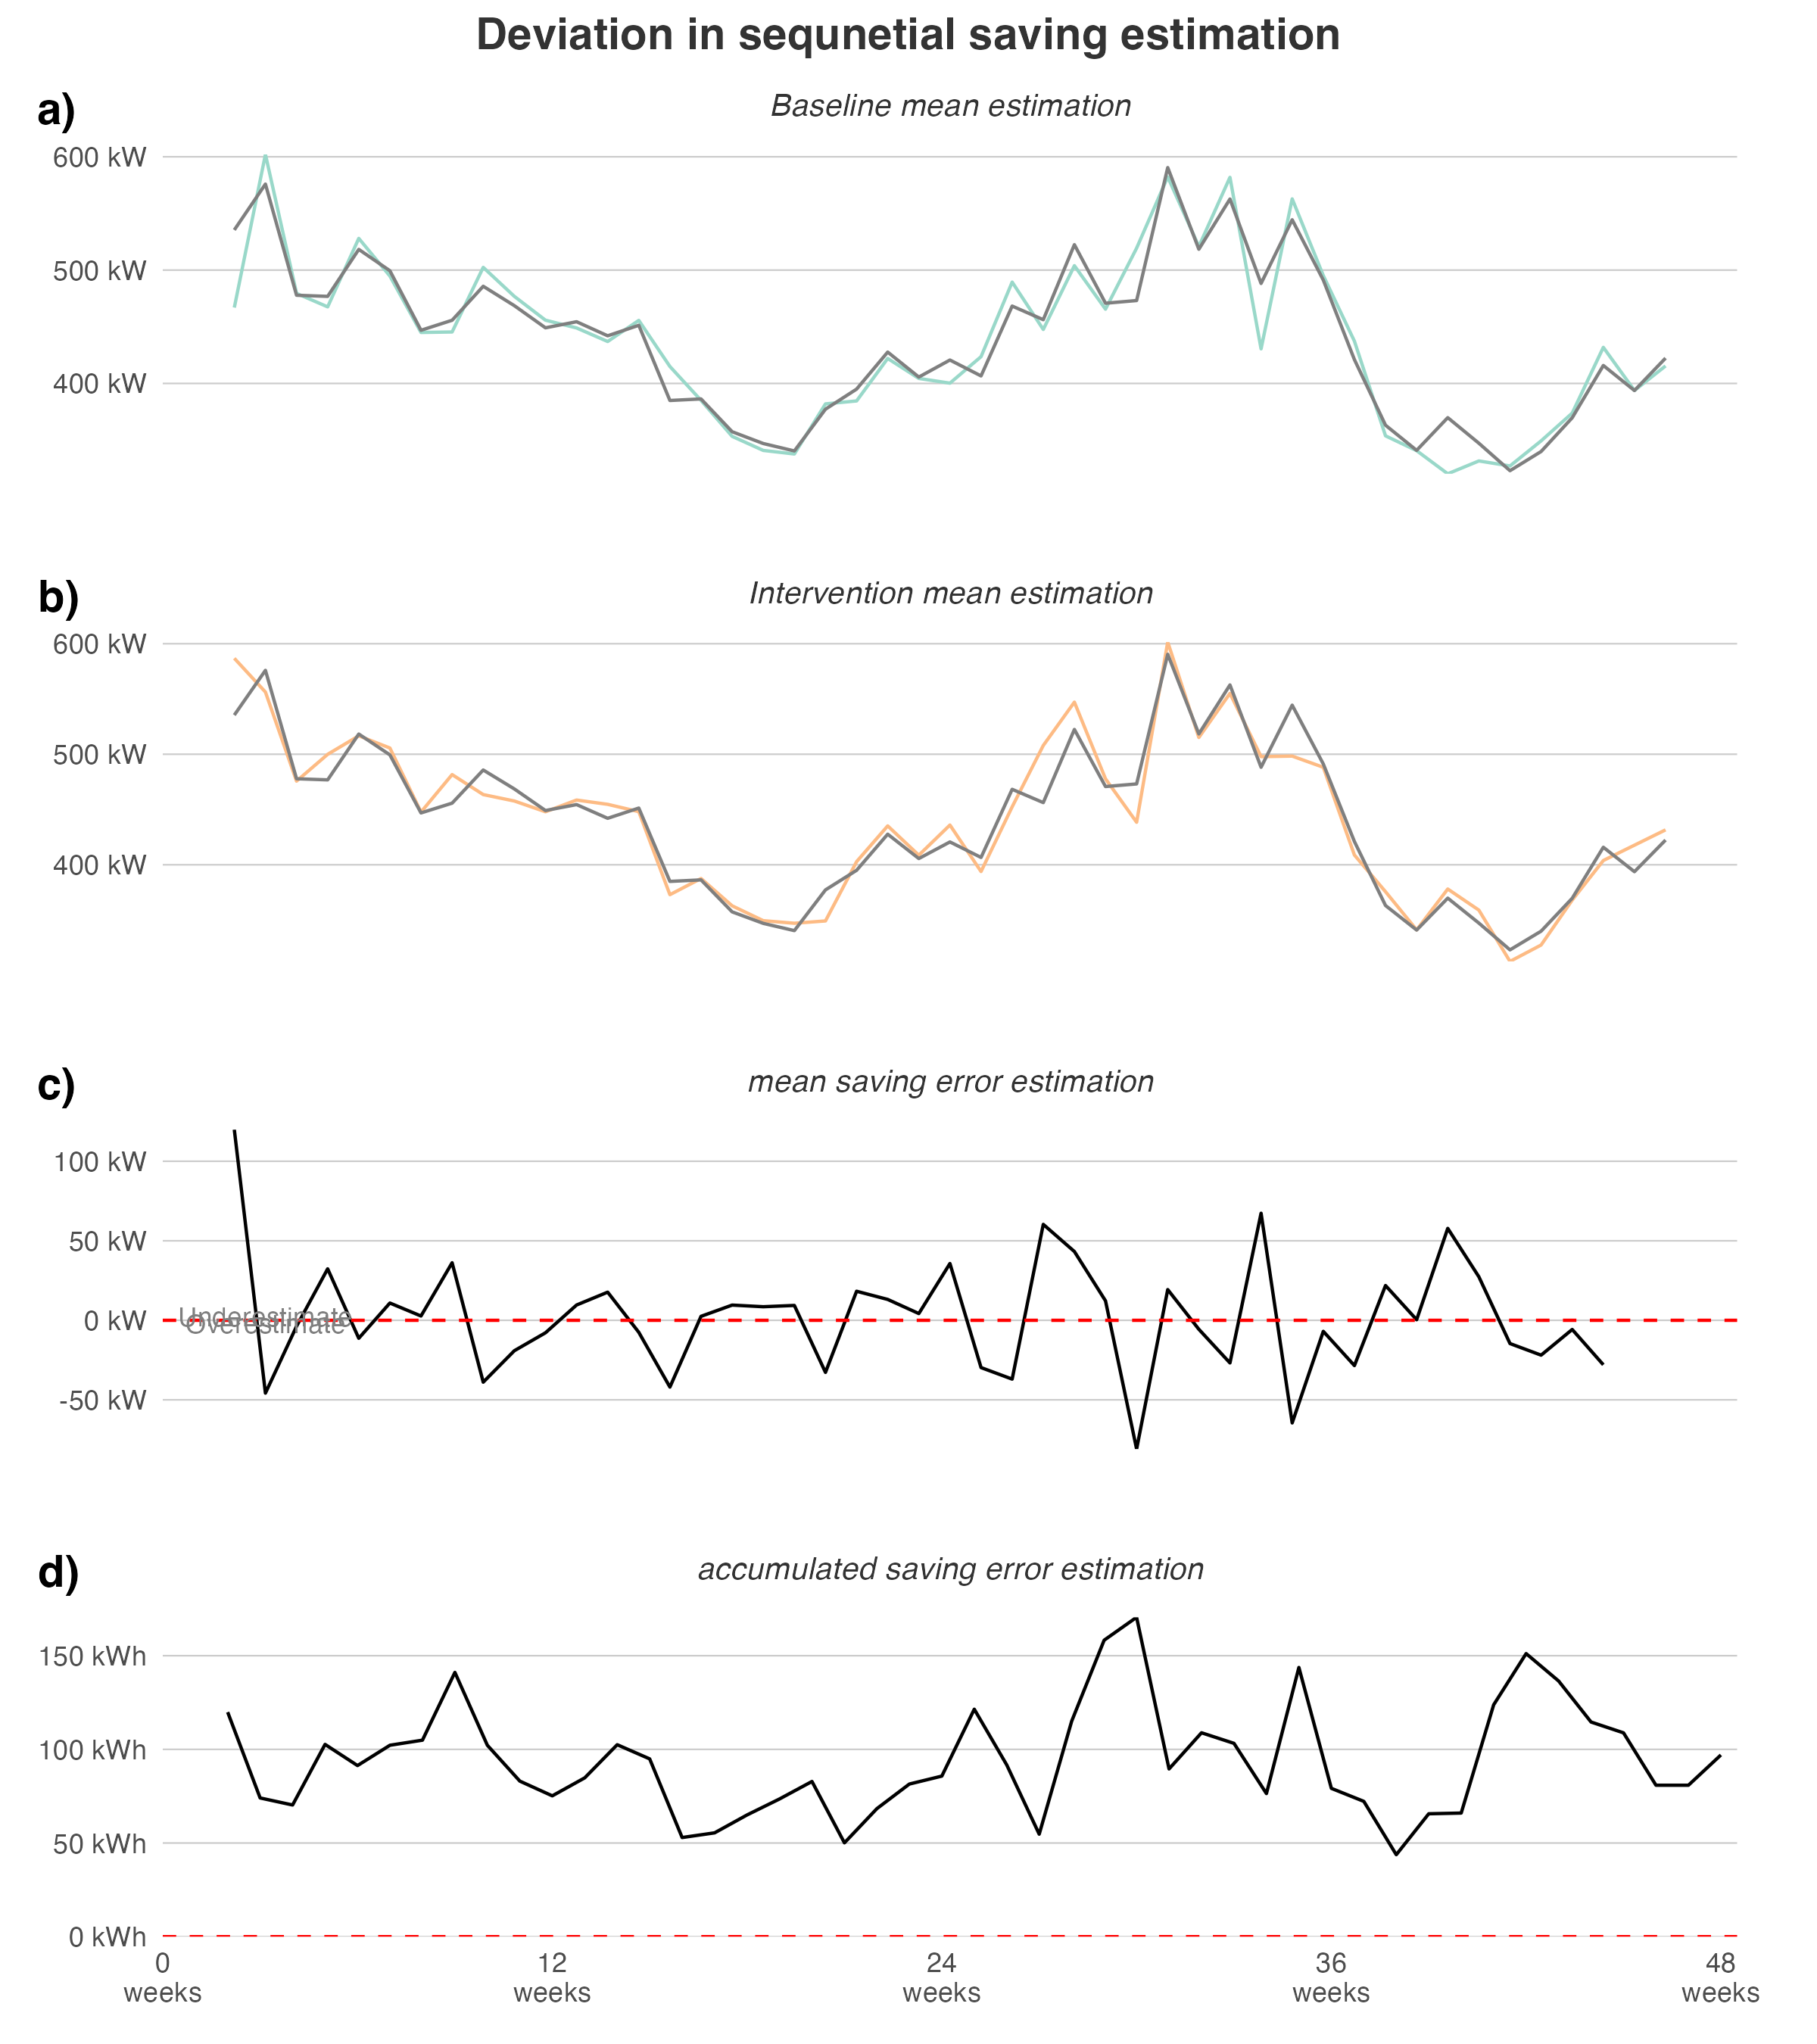 Deviation in sequnetial saving estimation
a)
Baseline mean estimation
600 kW
500 kW
400 kW
b)
Intervention mean estimation
600 kW
500 kW
400 kW
c)
mean saving error estimation
100 kW
50 kW
Underestimate
0 kW
Overestimate
-50 kW
d)
accumulated saving error estimation
150 kWh
100 kWh
50 kWh
0 kWh
0 12 24 36 48
weeks weeks weeks weeks weeks